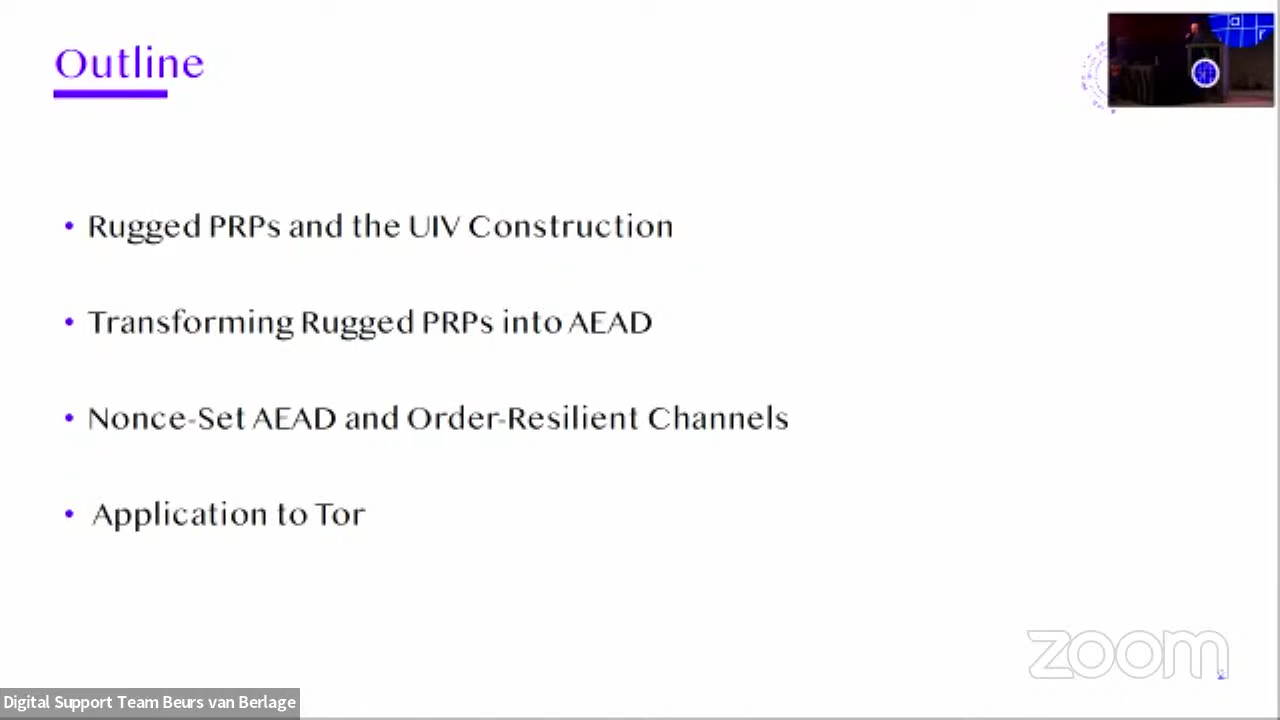 Outline
• Rugged PRPs and the UIV Construction
• Transforming Rugged PRPs into AEAD
• Nonce-Set AEAD and Order-Resilient Channels
• Application to Tor
zoom
Digital Support Team Beurs van Berlage